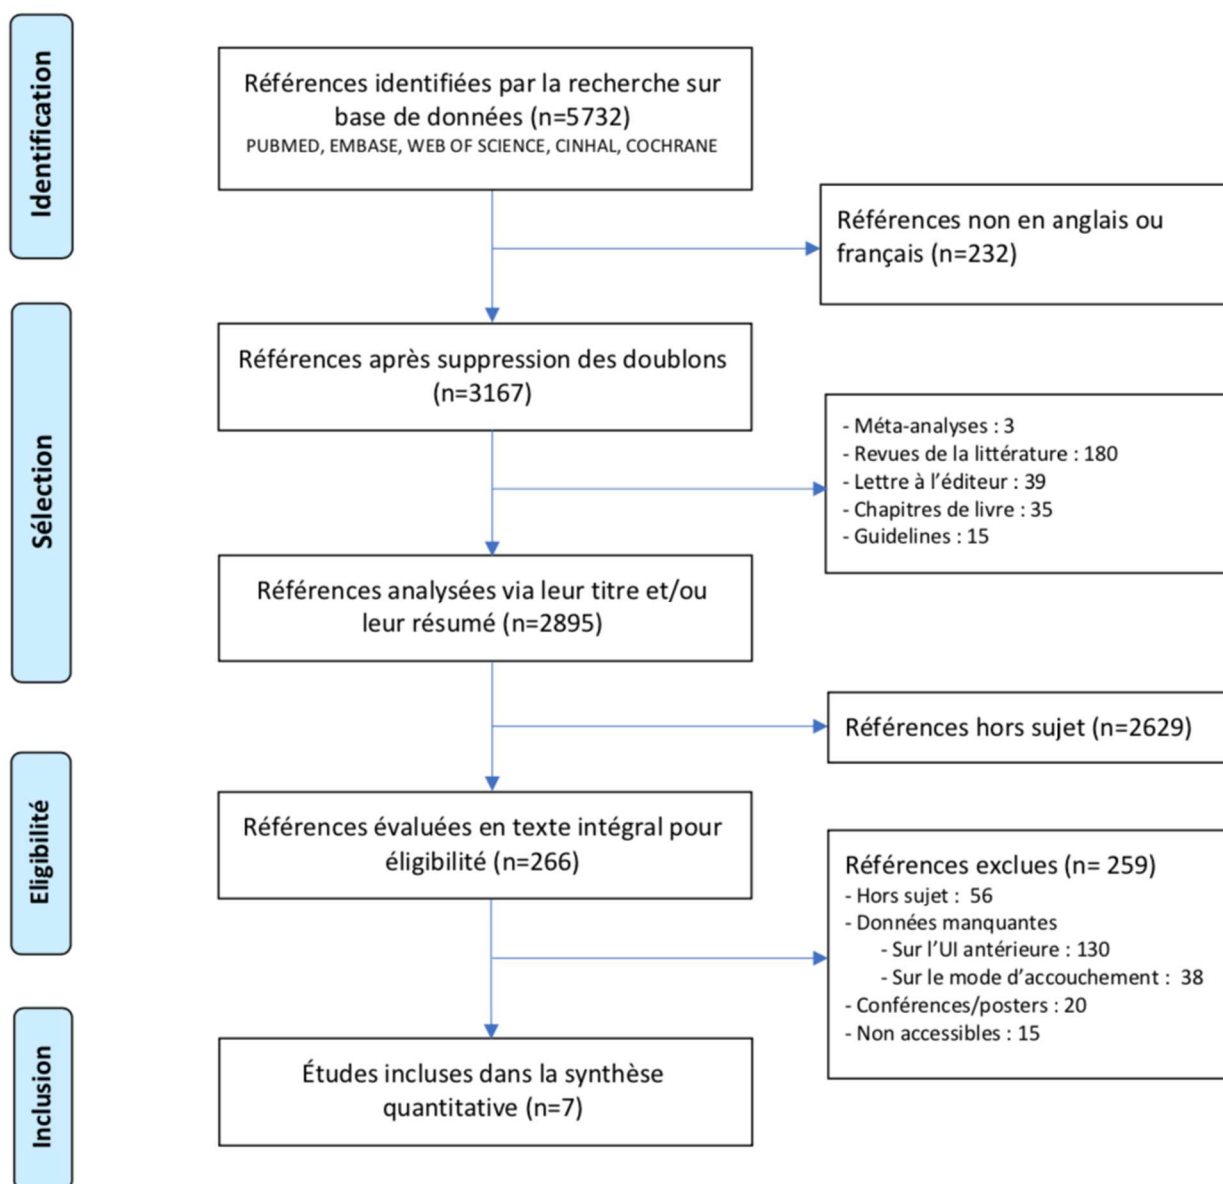 Identification
Références identifiées par la recherche sur
base de données (n=5732)
PUBMED, EMBASE, WEB OF SCIENCE, CINHAL, COCHRANE
Références non en anglais ou
français (n=232)
Sélection
Références après suppression des doublons
(n=3167)
- Méta-analyses : 3
- Revues de la littérature : 180
- Lettre à l’éditeur : 39
- Chapitres de livre : 35
- Guidelines : 15
Références analysées via leur titre et/ou
leur résumé (n=2895)
Références hors sujet (n=2629)
Eligibilité
Références évaluées en texte intégral pour
éligibilité (n=266)
Références exclues (n= 259)
- Hors sujet : 56
- Données manquantes
- Sur l’UI antérieure : 130
- Sur le mode d’accouchement : 38
- Conférences/posters : 20
- Non accessibles : 15
Inclusion
Études incluses dans la synthèse
quantitative (n=7)